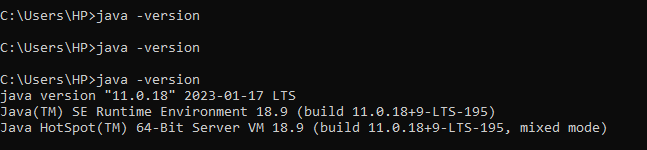 C:\Users\HP>java -version
C:\Users\HP>java -version
C:\Users\HP>java -version
java version "11.0.18" 2023-01-17 LTS
Java(TM) SE Runtime Environment 18.9 (build 11.0.18+9-LTS-195)
Java HotSpot(TM) 64-Bit Server VM 18.9 (build 11.0.18+9-LTS-195, mixed mode)